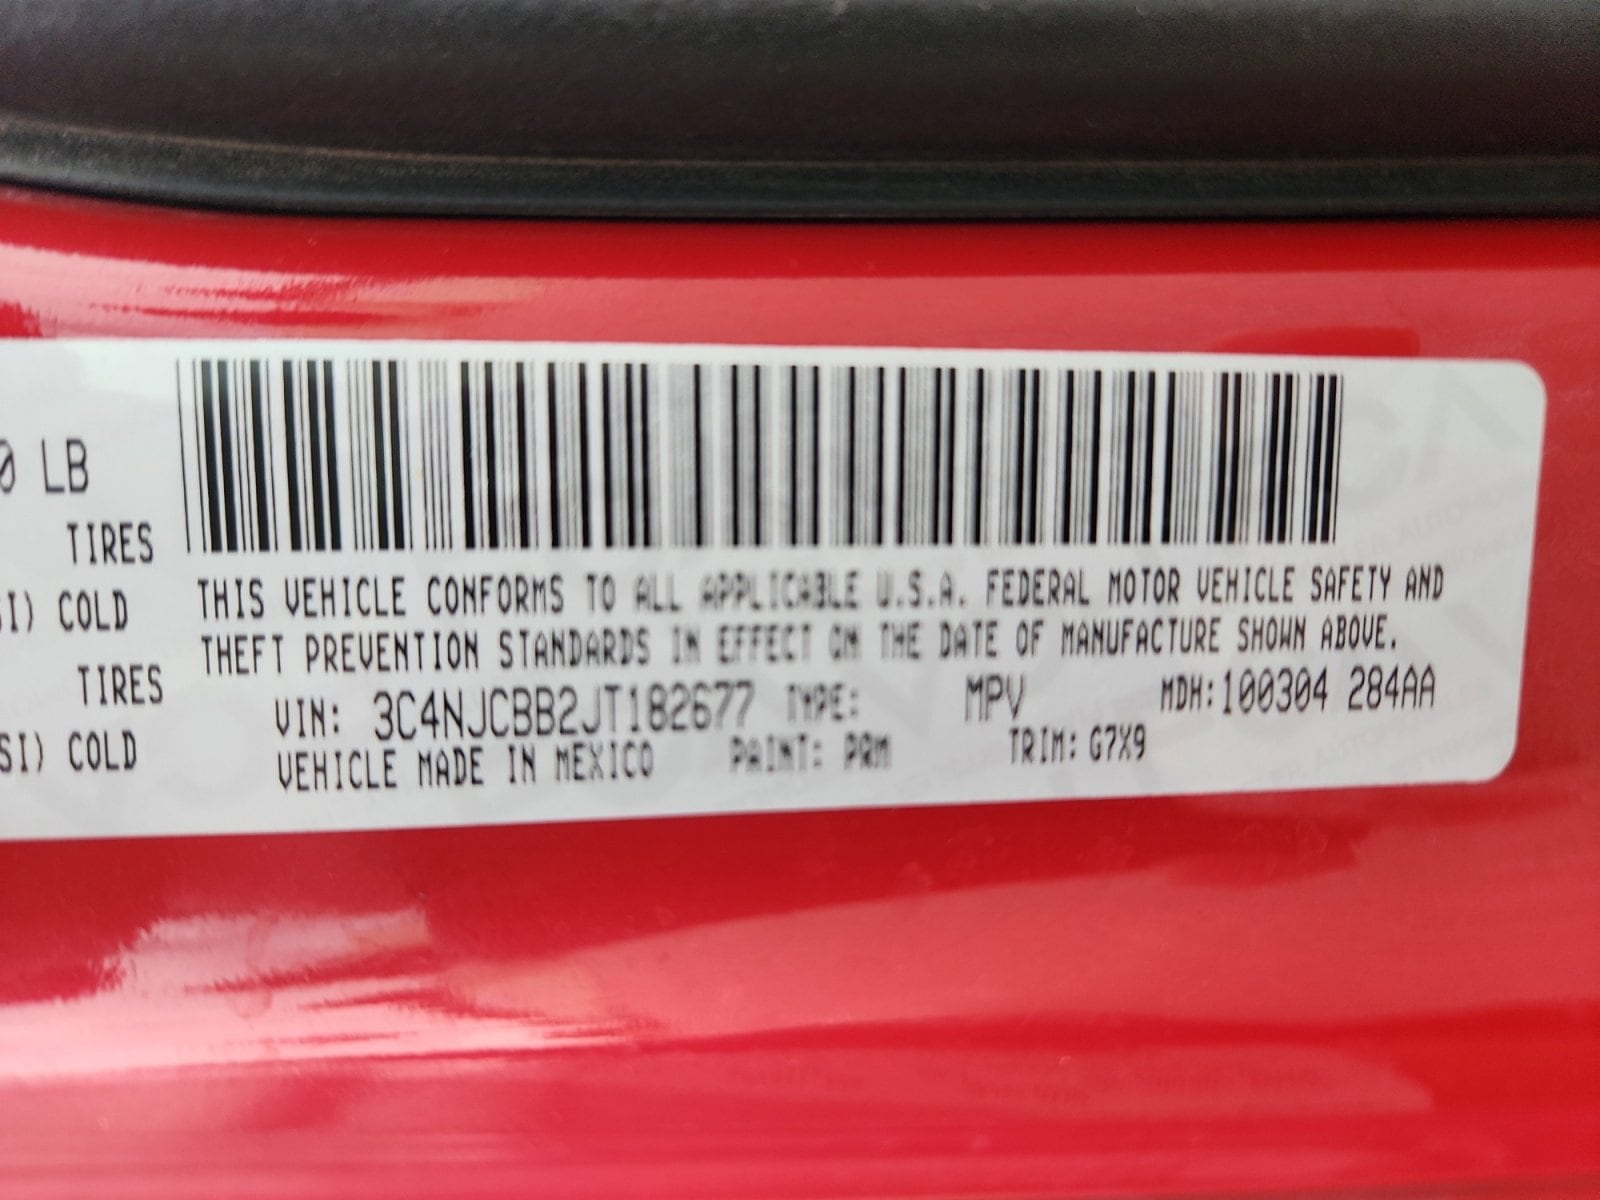 0 LB
TIRES
SI) COLD
TIRES
SI) COLD
THIS VEHICLE CONFORMS TO ALL APPLICABLE U.S.A. FEDERAL MOTOR VEHICLE SAFETY AND
THEFT PREVENTION STANDARDS IN EFFECT ON THE DATE OF MANUFACTURE SHOWN ABOVE.
VIN: 3C4NJCBB2JT182677 TYPE: MPV MDH:100304 284AA
VEHICLE MADE IN MEXICO PAINT: PRM TRIM: G7X9